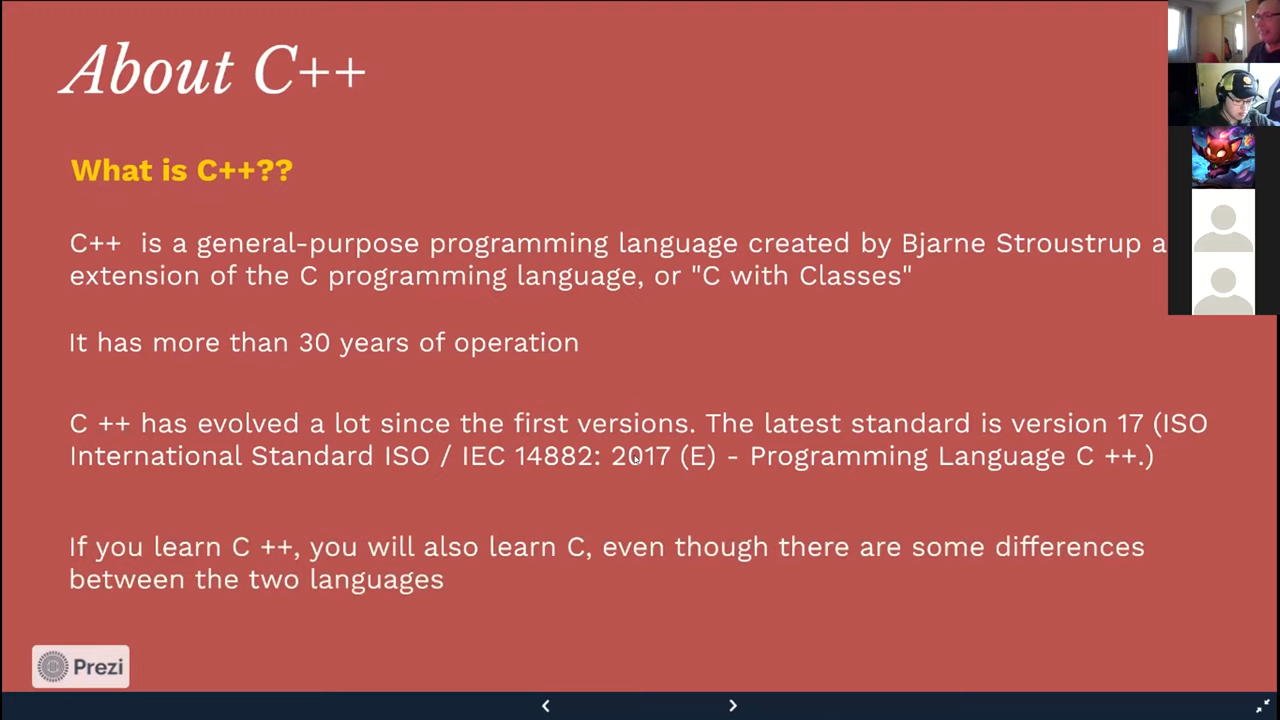 About C++
What is C++??
C++ is a general-purpose programming language created by Bjarne Stroustrup
extension of the C programming language, or "C with Classes"
It has more than 30 years of operation
C ++ has evolved a lot since the first versions. The latest standard is version 17 (ISO
International Standard ISO / IEC 14882: 2017 (E) - Programming Language C ++.)
If you learn C ++, you will also learn C, even though there are some differences
between the two languages
Prezi